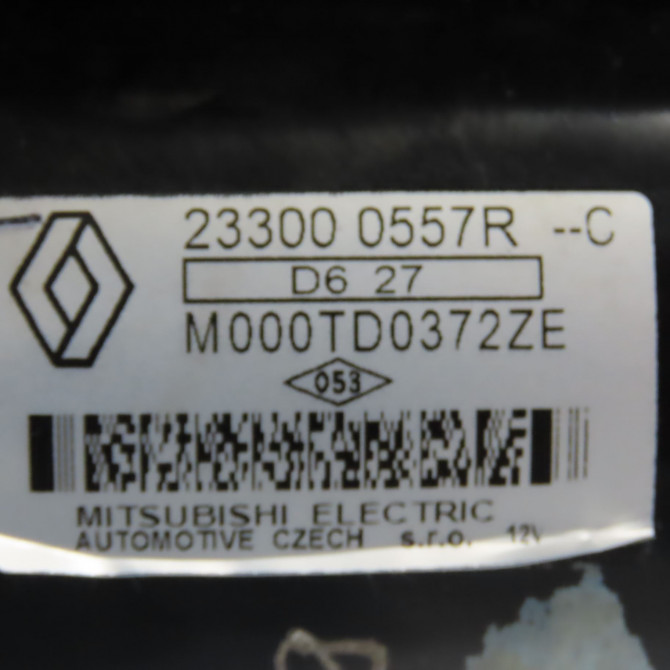 23300 0557R --C
D6 27
M000TD0372ZE
053
MITSUBISHI ELECTRIC
AUTOMOTIVE CZECH s.r.o. 12V